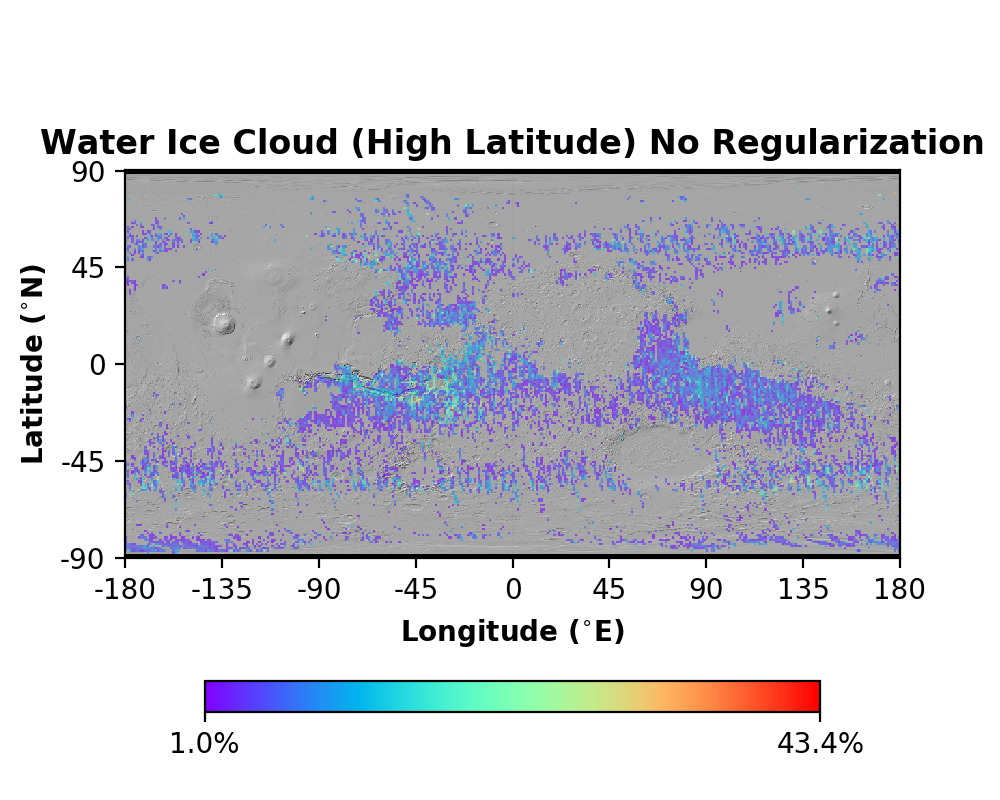 Water Ice Cloud (High Latitude) No Regularization
90
45
0
-45
-90
Latitude (°N)
-180 -135 -90 -45 0 45 90 135 180
Longitude (°E)
1.0% 43.4%